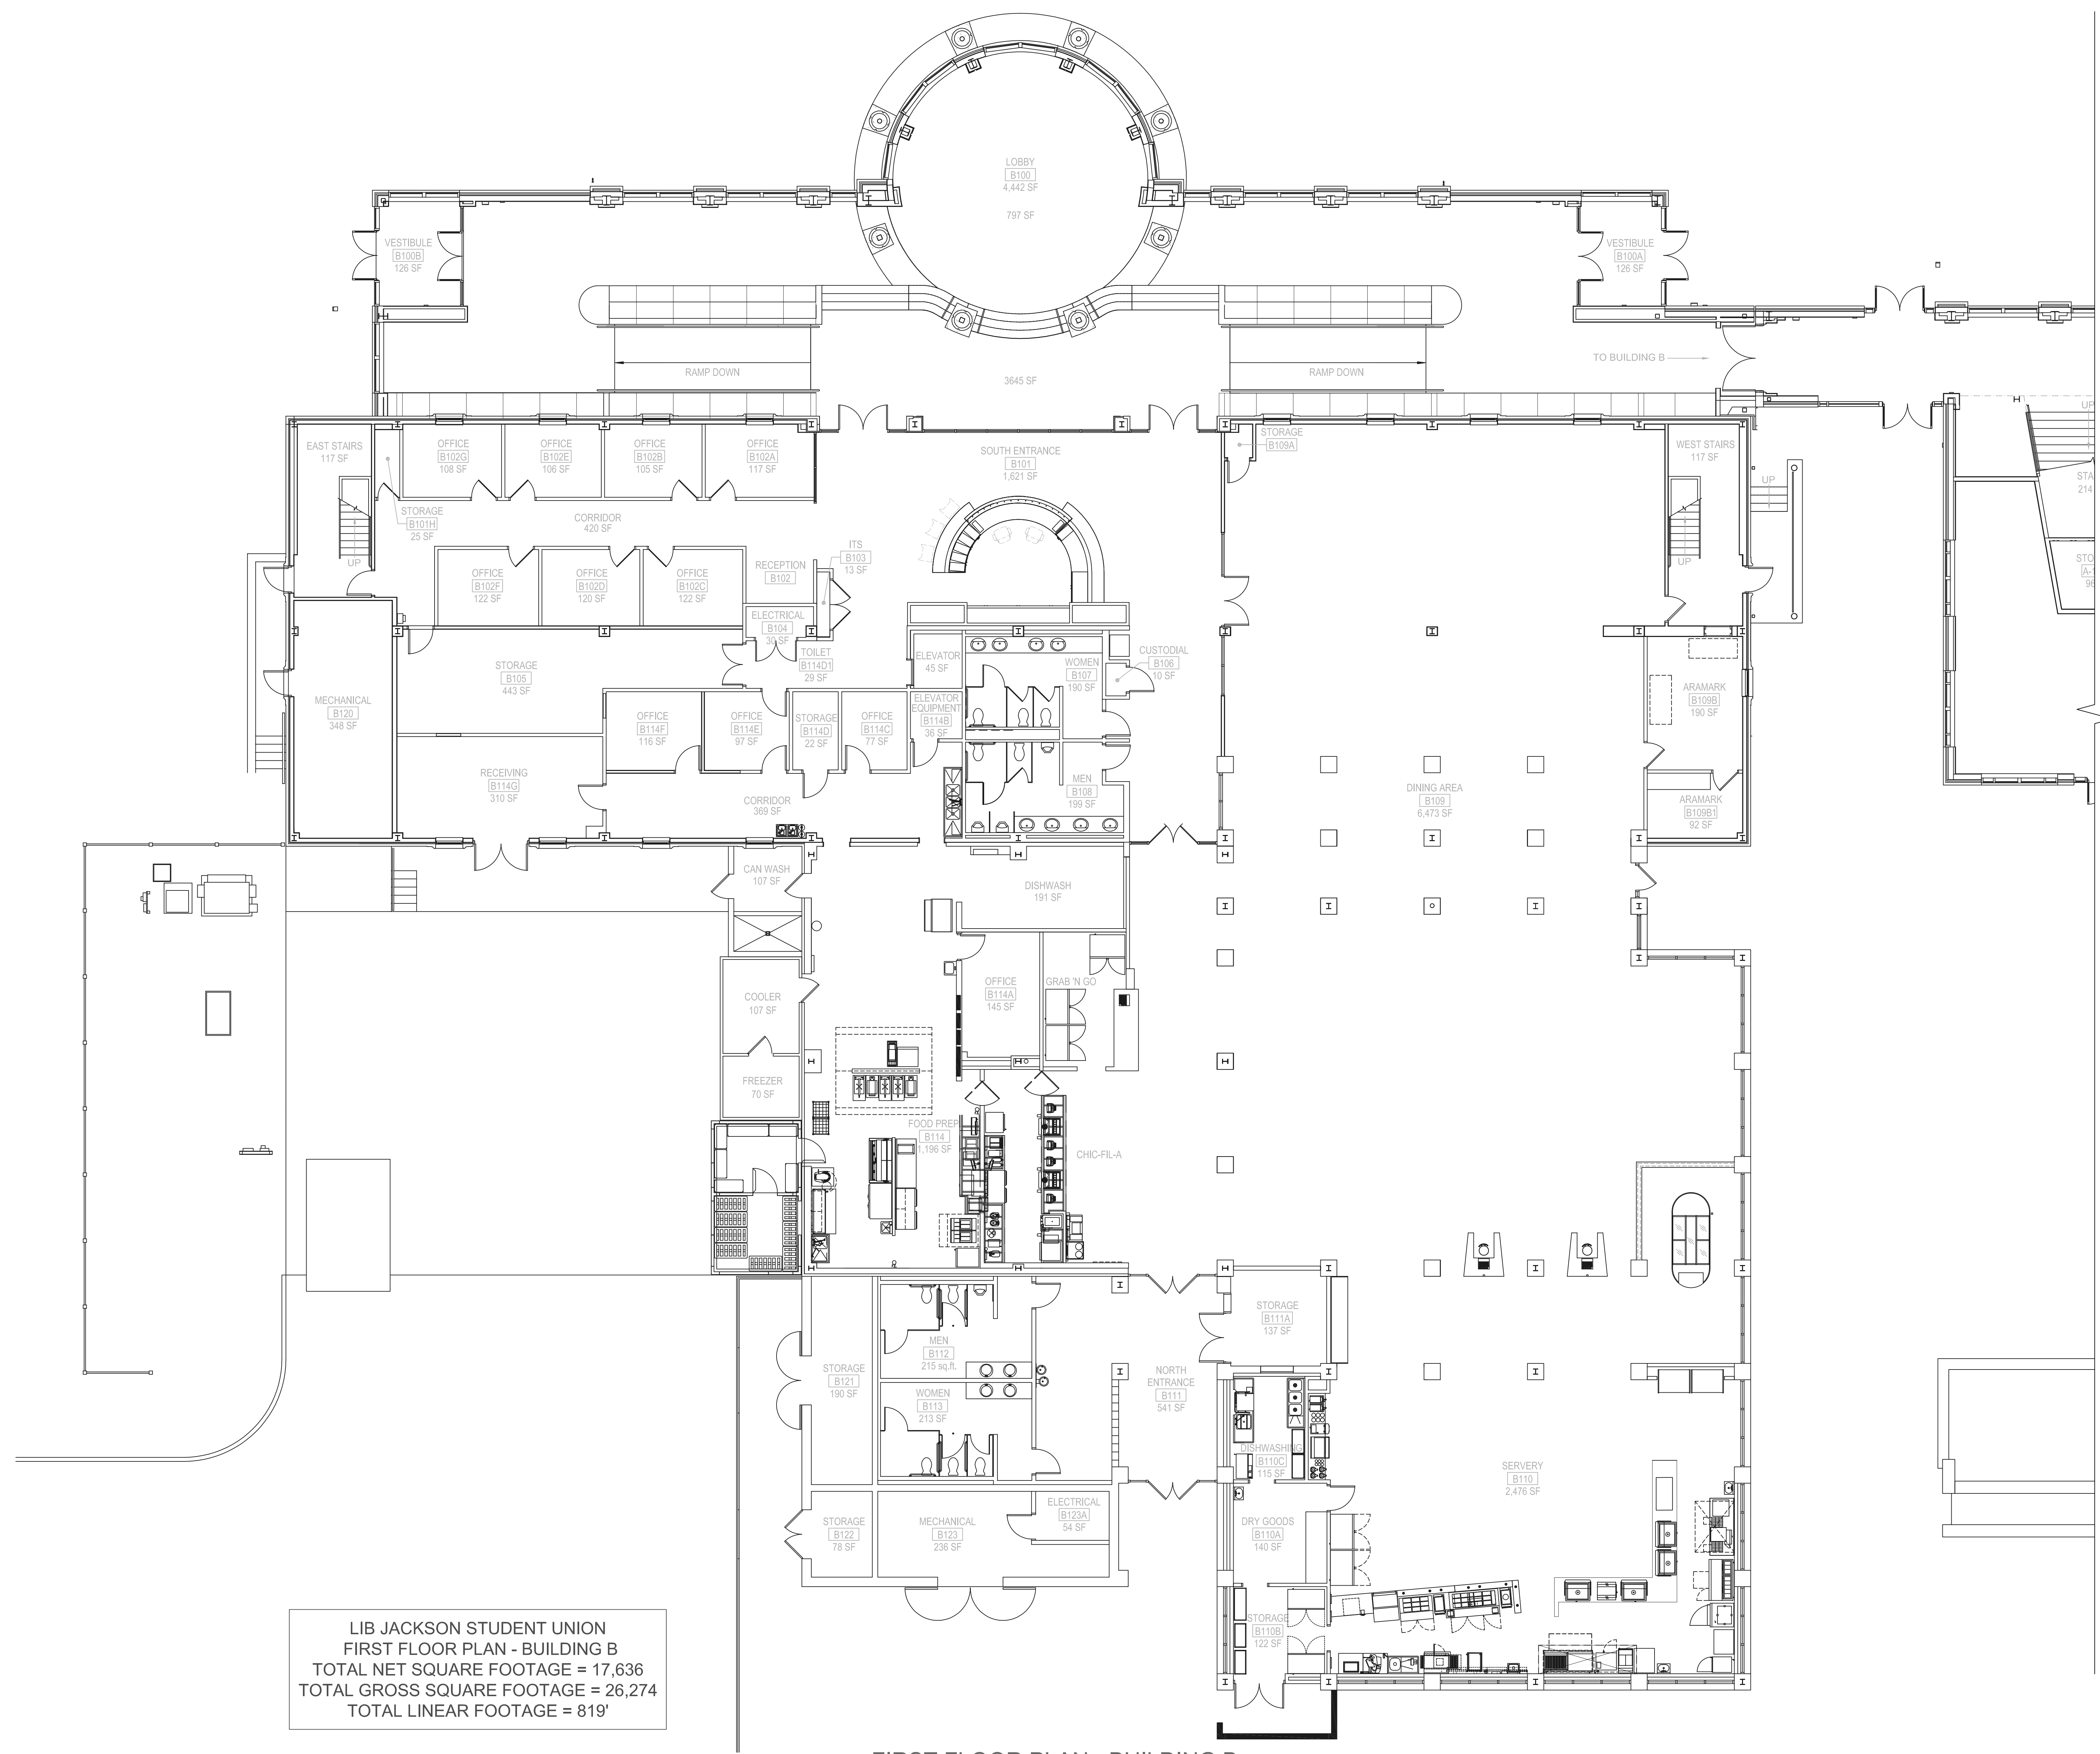 LOBBY
B100
4,442 SF
797 SF
VESTIBULE
B100B
126 SF
VESTIBULE
B100A
126 SF
TO BUILDING B
RAMP DOWN
3645 SF
RAMP DOWN
EAST STAIRS
117 SF
UP
OFFICE
B102G
108 SF
OFFICE
B102E
106 SF
OFFICE
B102B
105 SF
OFFICE
B102A
117 SF
SOUTH ENTRANCE
B101
1,621 SF
STORAGE
B109A
WEST STAIRS
117 SF
UP
UP
UP
STA
214
STORAGE
B101H
25 SF
CORRIDOR
420 SF
ITS
B103
13 SF
OFFICE
B102F
122 SF
OFFICE
B102D
120 SF
OFFICE
B102C
122 SF
RECEPTION
B102
STO
A-
96
ELECTRICAL
B104
30 SF
TOILET
B114D1
29 SF
STORAGE
B105
443 SF
ELEVATOR
45 SF
WOMEN
B107
190 SF
CUSTODIAL
B106
10 SF
MECHANICAL
B120
348 SF
ARAMARK
B109B
190 SF
OFFICE
B114F
116 SF
OFFICE
B114E
97 SF
STORAGE
B114D
22 SF
OFFICE
B114C
77 SF
ELEVATOR
EQUIPMENT
B114B
36 SF
RECEIVING
B114G
310 SF
CORRIDOR
369 SF
MEN
B108
199 SF
DINING AREA
B109
6,473 SF
ARAMARK
B109B1
92 SF
CAN WASH
107 SF
DISHWASH
191 SF
COOLER
107 SF
OFFICE
B114A
145 SF
GRAB 'N GO
FREEZER
70 SF
FOOD PREP
B114
1,196 SF
CHIC-FIL-A
STORAGE
B111A
137 SF
MEN
B112
215 sq.ft.
STORAGE
B121
190 SF
NORTH
ENTRANCE
B111
541 SF
WOMEN
B113
213 SF
DISHWASHING
B110C
115 SF
SERVERY
B110
2,476 SF
STORAGE
B122
78 SF
MECHANICAL
B123
236 SF
ELECTRICAL
B123A
54 SF
DRY GOODS
B110A
140 SF
STORAGE
B110B
122 SF
LIB JACKSON STUDENT UNION
FIRST FLOOR PLAN - BUILDING B
TOTAL NET SQUARE FOOTAGE = 17,636
TOTAL GROSS SQUARE FOOTAGE = 26,274
TOTAL LINEAR FOOTAGE = 819'
FIRST FLOOR PLAN - BUILDING B